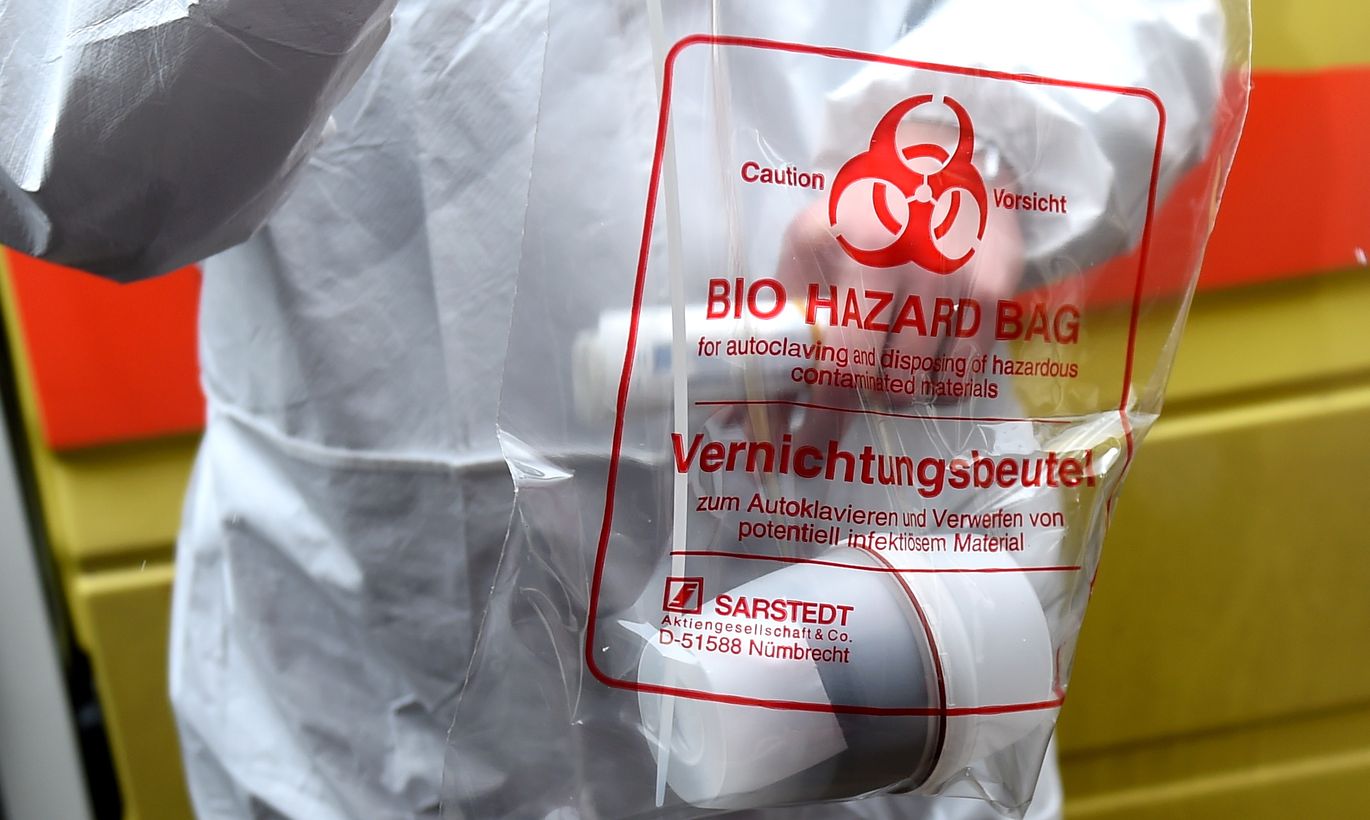 Caution
Vorsicht
BIO HAZARD BAG
for autoclaving and disposing of hazardous
contaminated materials
Vernichtungsbeutel
zum Autoklavieren und Verwerfen von
potentiell infektiösem Material
SARSTEDT
Aktiengesellschaft & Co.
D-51588 Nümbrecht